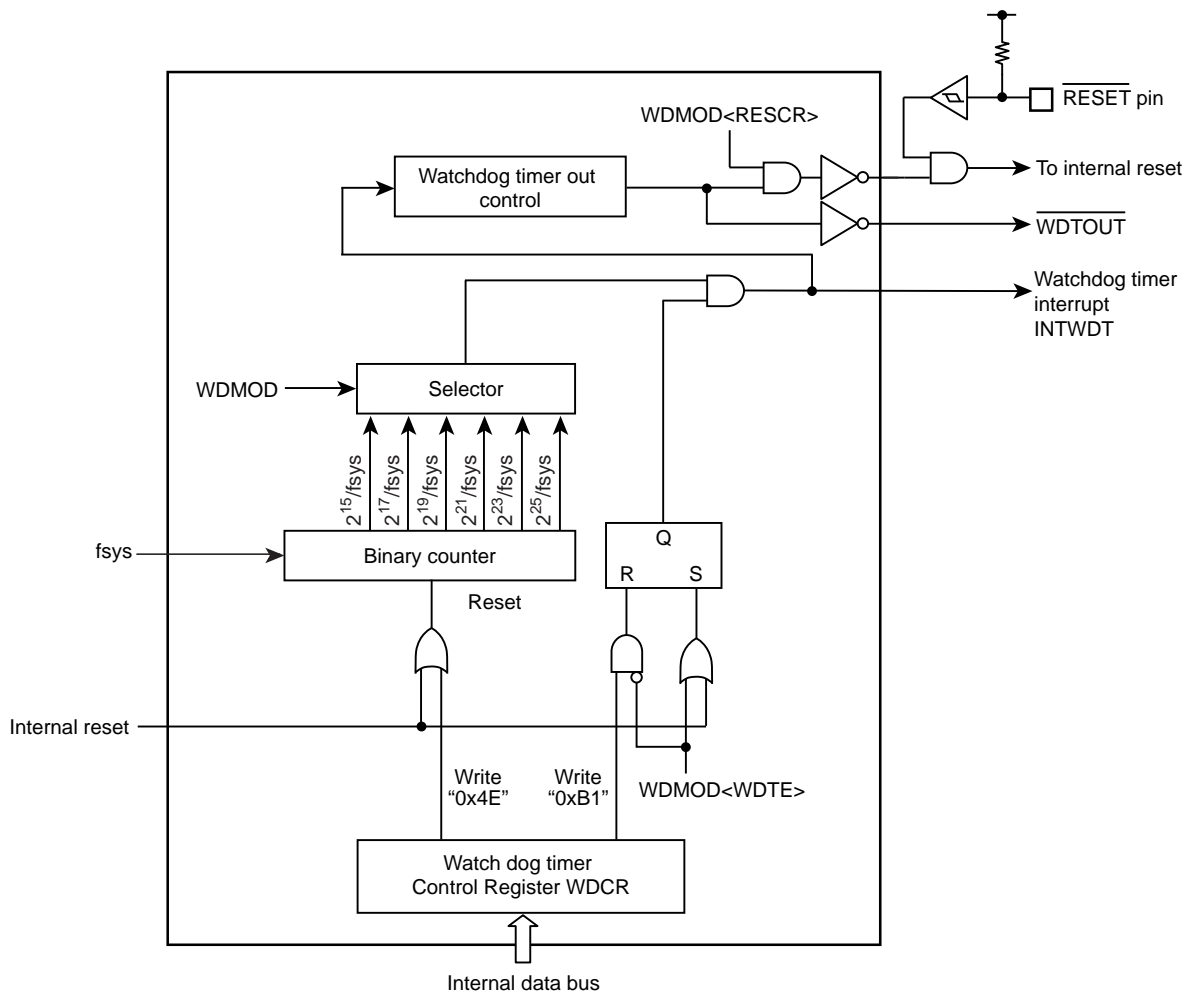 RESET pin
WDMOD<RESCR>
Watchdog timer out
control
To internal reset
WDTOUT
Watchdog timer
interrupt
INTWDT
WDMOD
Selector
2^15/fsys
2^17/fsys
2^19/fsys
2^21/fsys
2^23/fsys
2^25/fsys
fsys
Binary counter
Q
R
S
Reset
Internal reset
Write
“0x4E”
Write
“0xB1”
WDMOD<WDTE>
Watch dog timer
Control Register WDCR
Internal data bus